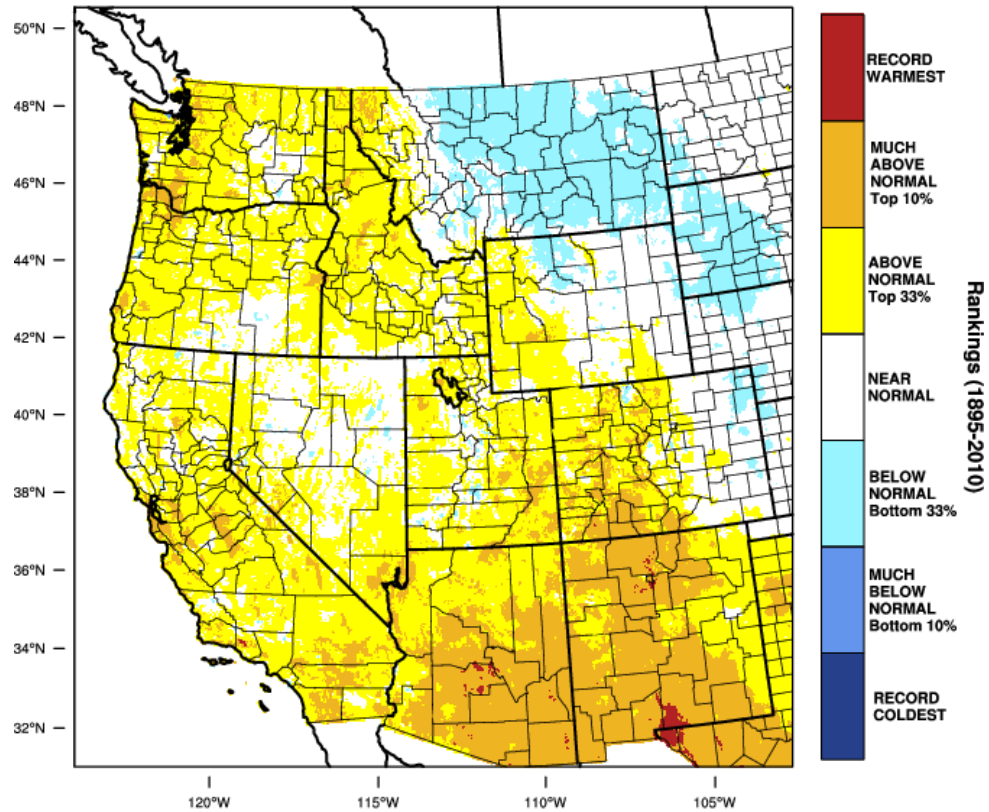 50°N
48°N
46°N
44°N
42°N
40°N
38°N
36°N
34°N
32°N
120°W
115°W
110°W
105°W
RECORD
WARMEST
MUCH
ABOVE
NORMAL
Top 10%
ABOVE
NORMAL
Top 33%
NEAR
NORMAL
BELOW
NORMAL
Bottom 33%
MUCH
BELOW
NORMAL
Bottom 10%
RECORD
COLDEST
Rankings (1895-2010)